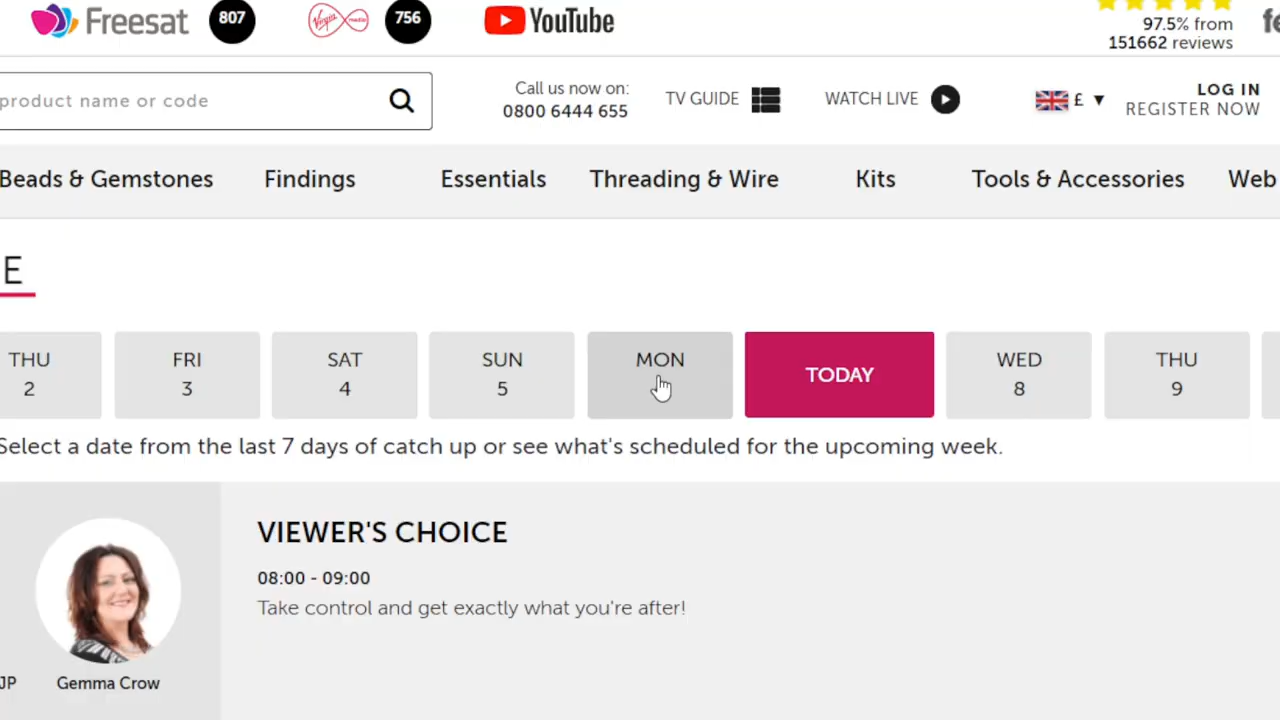 Freesat 807 Virgin media 756 YouTube
97.5% from
151662 reviews
product name or code
Call us now on:
0800 6444 655
TV GUIDE
WATCH LIVE
£ ▼
LOG IN
REGISTER NOW
Beads & Gemstones Findings Essentials Threading & Wire Kits Tools & Accessories Web
E
THU
2
FRI
3
SAT
4
SUN
5
MON
TODAY
WED
8
THU
9
Select a date from the last 7 days of catch up or see what's scheduled for the upcoming week.
VIEWER'S CHOICE
08:00 - 09:00
Take control and get exactly what you're after!
JP Gemma Crow